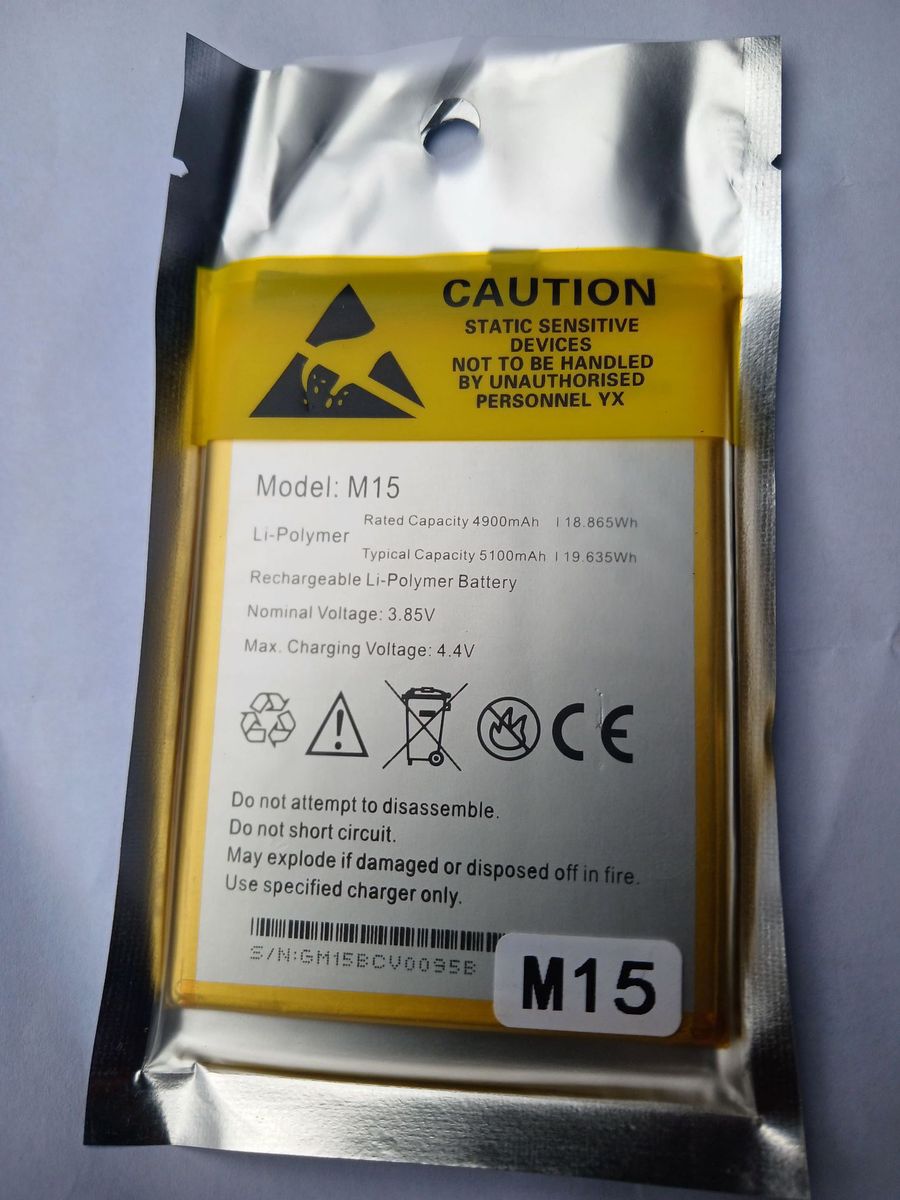 CAUTION
STATIC SENSITIVE
DEVICES
NOT TO BE HANDLED
BY UNAUTHORISED
PERSONNEL YX
Model: M15
Li-Polymer
Rated Capacity 4900mAh | 18.865Wh
Typical Capacity 5100mAh | 19.635Wh
Rechargeable Li-Polymer Battery
Nominal Voltage: 3.85V
Max. Charging Voltage: 4.4V
CE
Do not attempt to disassemble.
Do not short circuit.
May explode if damaged or disposed off in fire.
Use specified charger only.
S/N:GM15BCV0095B
M15